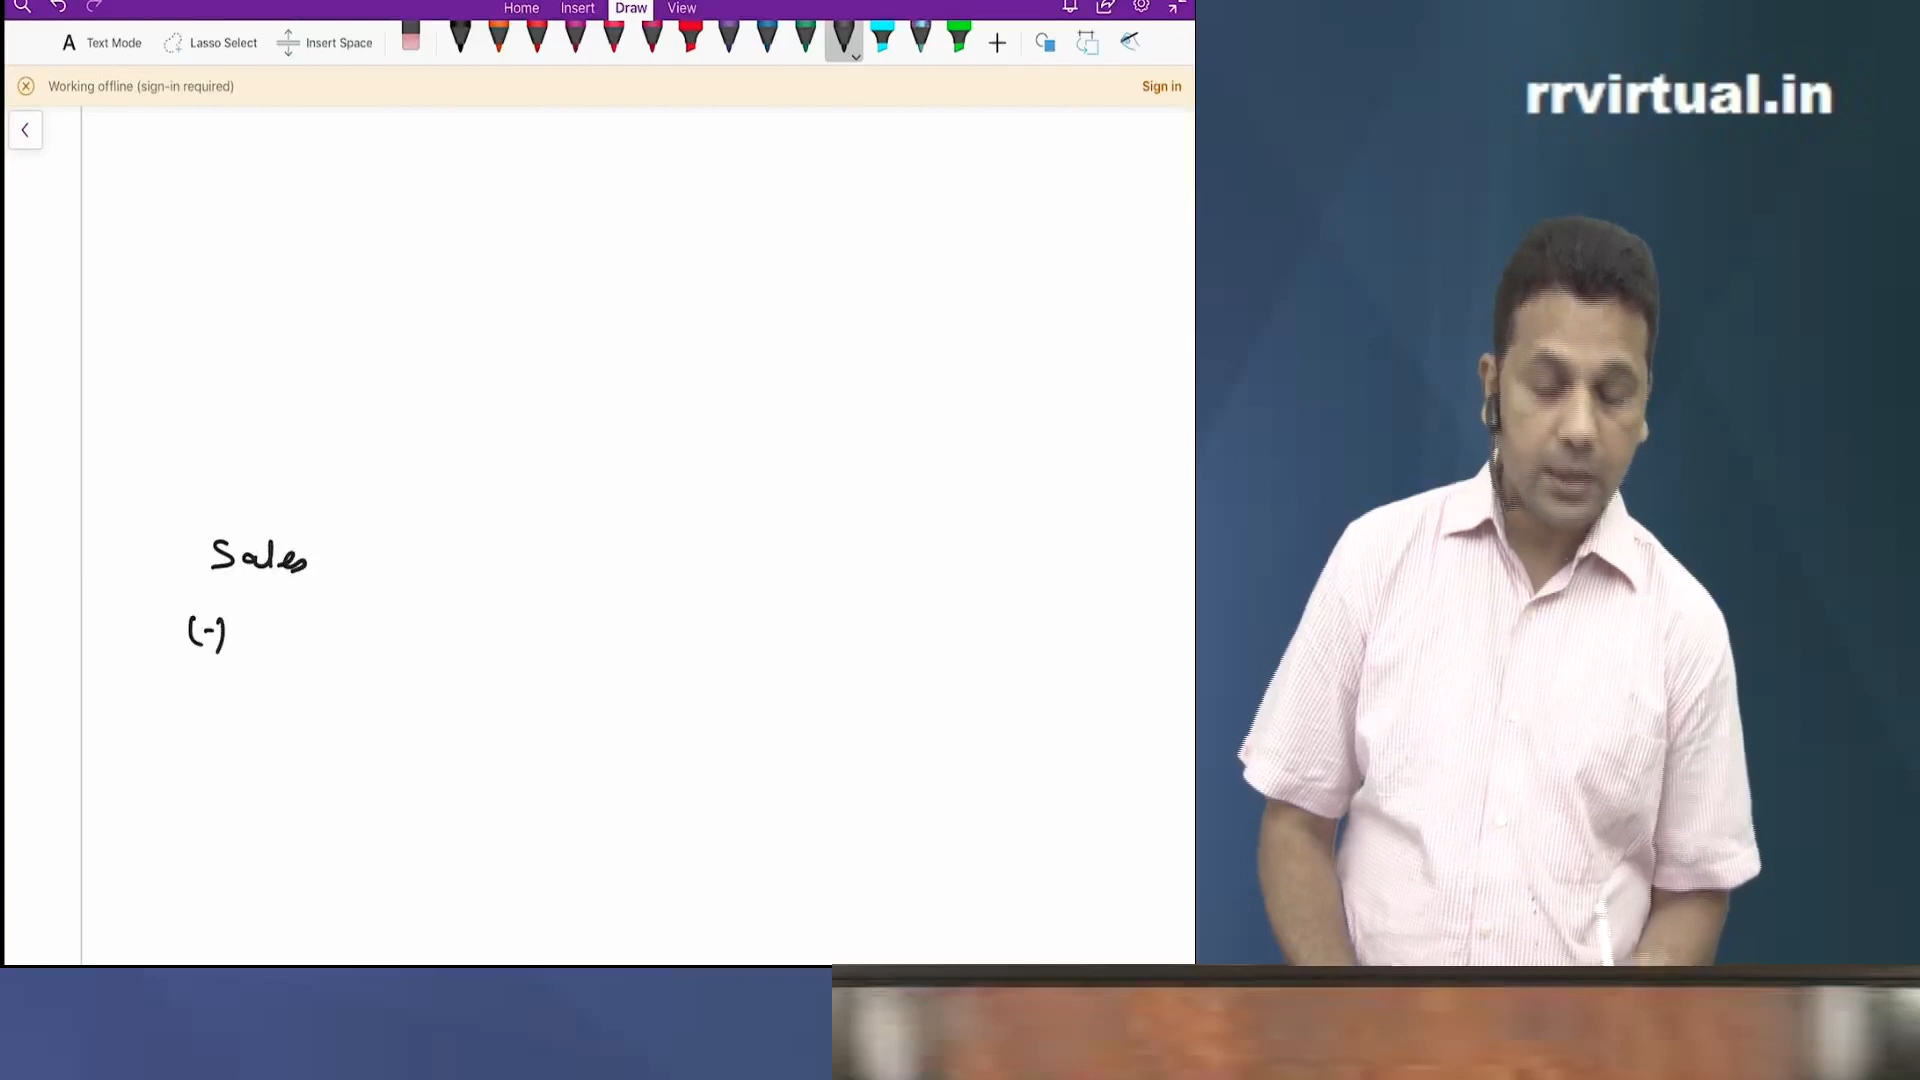 Home Insert Draw View
A Text Mode Lasso Select Insert Space
Working offline (sign-in required) Sign in
rrvirtual.in
Sales
(-)